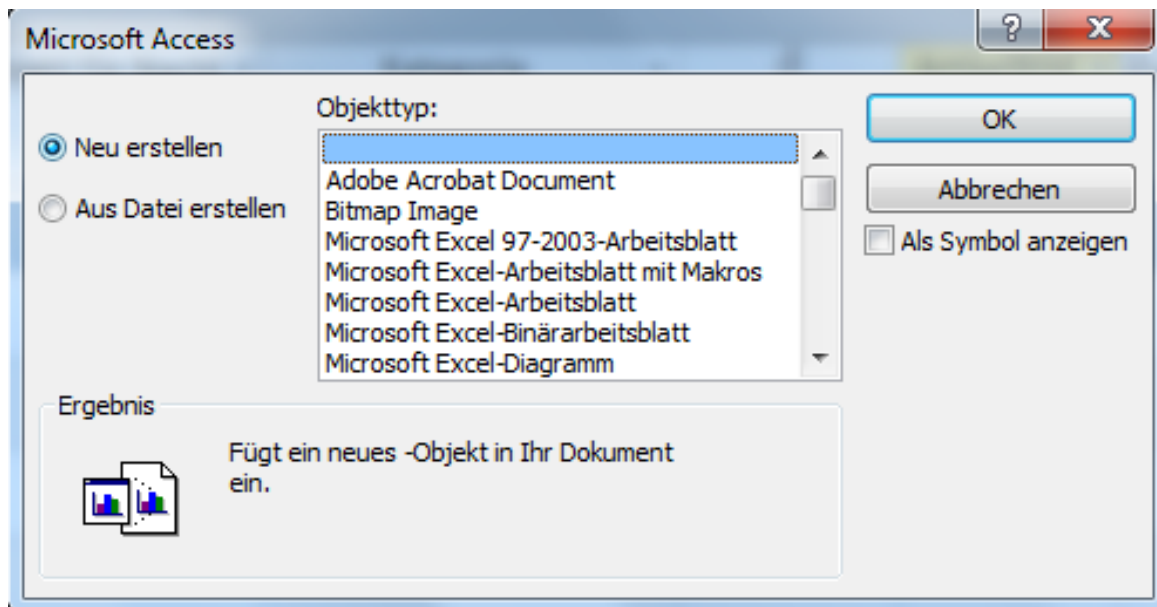 Microsoft Access
Objekttyp:
Neu erstellen
Aus Datei erstellen
Adobe Acrobat Document
Bitmap Image
Microsoft Excel 97-2003-Arbeitsblatt
Microsoft Excel-Arbeitsblatt mit Makros
Microsoft Excel-Arbeitsblatt
Microsoft Excel-Binärarbeitsblatt
Microsoft Excel-Diagramm
OK
Abbrechen
Als Symbol anzeigen
Ergebnis
Fügt ein neues -Objekt in Ihr Dokument
ein.